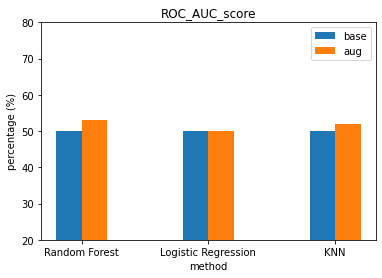 ROC_AUC_score
base
aug
percentage (%)
80
70
60
50
40
30
20
Random Forest
Logistic Regression
KNN
method